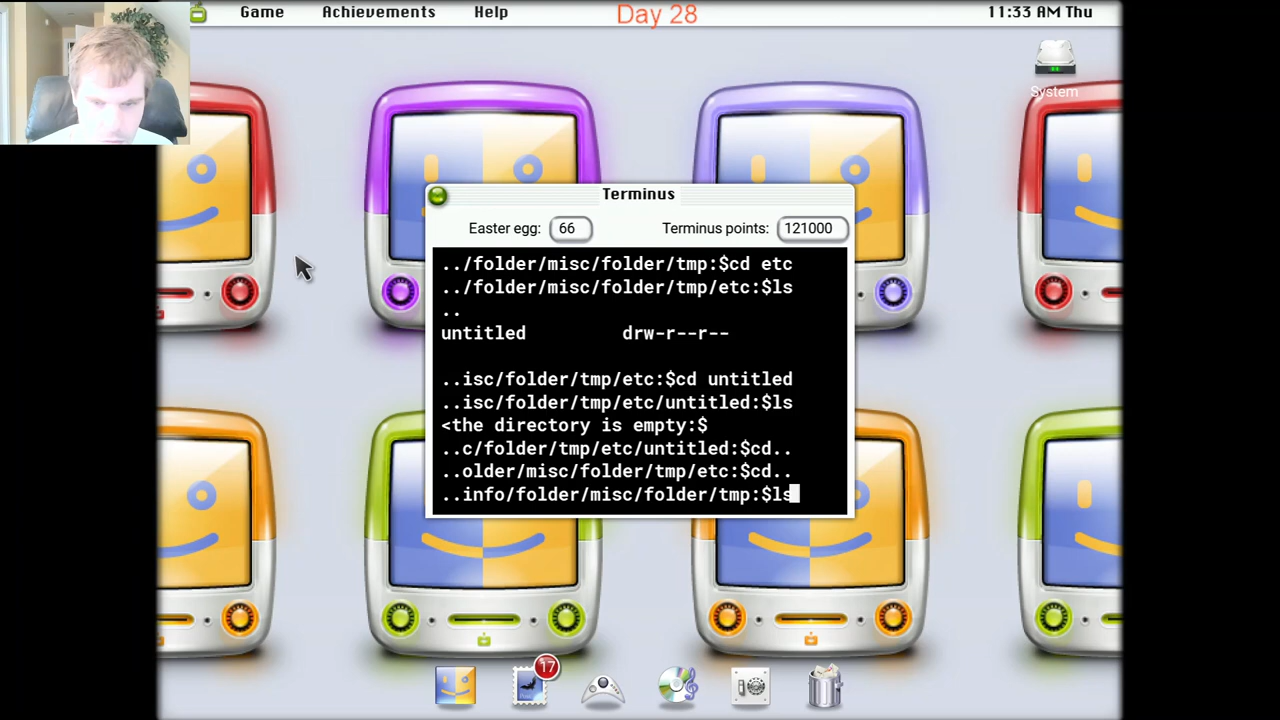 Game Achievements Help Day 28 11:33 AM Thu
System
Terminus
Easter egg: 66 Terminus points: 121000
../folder/misc/folder/tmp:$cd etc
../folder/misc/folder/tmp/etc:$ls
..
untitled drw-r--r--
..isc/folder/tmp/etc:$cd untitled
..isc/folder/tmp/etc/untitled:$ls
<the directory is empty:$
..c/folder/tmp/etc/untitled:$cd..
..older/misc/folder/tmp/etc:$cd..
..info/folder/misc/folder/tmp:$ls
17